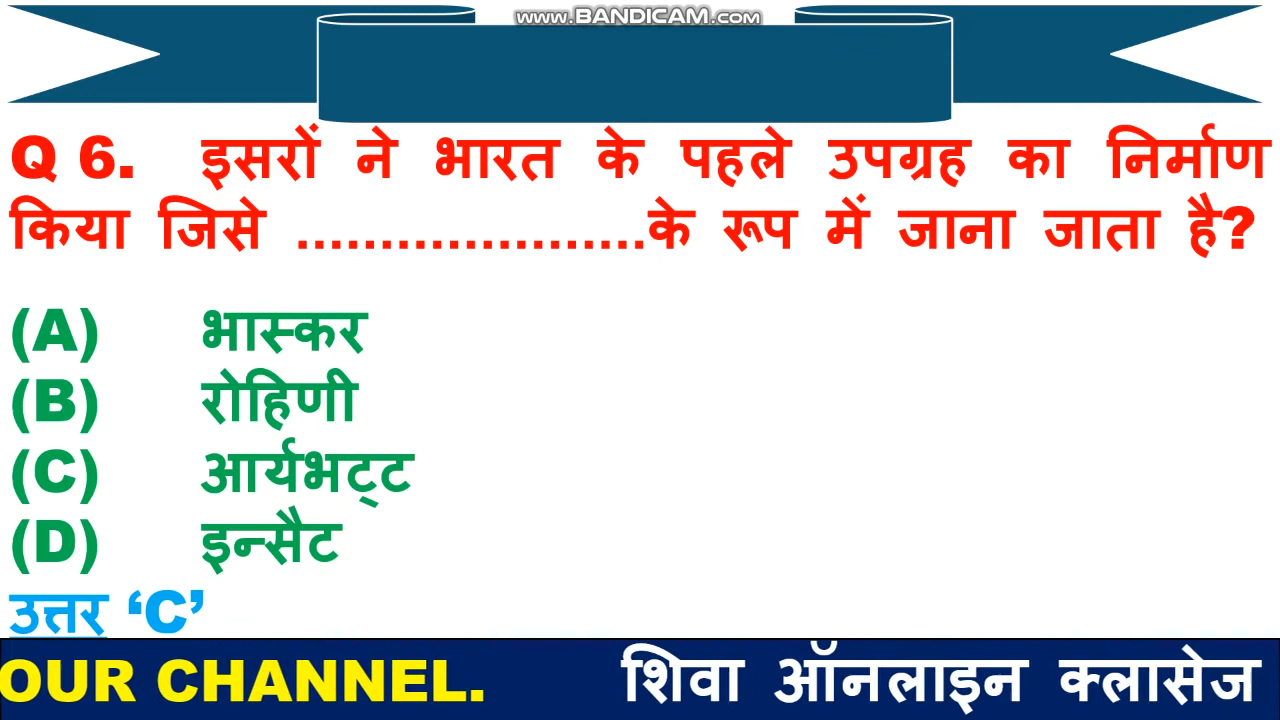 www.BANDICAM.com
Q 6. इसरों ने भारत के पहले उपग्रह का निर्माण
किया जिसे .....................के रूप में जाना जाता है?
(A) भास्कर
(B) रोहिणी
(C) आर्यभट्ट
(D) इन्सैट
उत्तर ‘C’
OUR CHANNEL. शिवा ऑनलाइन क्लासेज